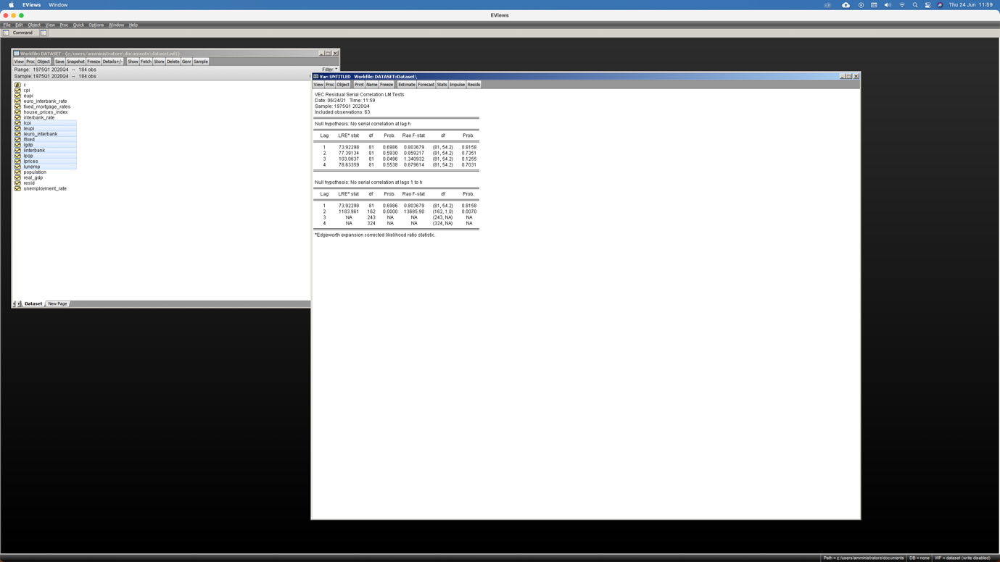 EViews Window Thu 24 Jun 11:59
EViews
File Edit Object View Proc Quick Options Window Help
Command
Workfile: DATASET - (z:\users\amministratore\documents\dataset.wf1)
View Proc Object Save Snapshot Freeze Details+/- Show Fetch Store Delete Genr Sample
Range: 1975Q1 2020Q4 -- 184 obs Filter: *
Sample: 1975Q1 2020Q4 -- 184 obs
c
cpi
eupi
euro_interbank_rate
fixed_mortgage_rates
house_prices_index
interbank_rate
lcpi
leupi
leuro_interbank
lfixed
lgdp
linterbank
lpop
lprices
lunemp
population
real_gdp
resid
unemployment_rate
Dataset New Page
Var: UNTITLED Workfile: DATASET::Dataset\
View Proc Object Print Name Freeze Estimate Forecast Stats Impulse Resids
VEC Residual Serial Correlation LM Tests
Date: 06/24/21 Time: 11:59
Sample: 1975Q1 2020Q4
Included observations: 63
Null hypothesis: No serial correlation at lag h
Lag LRE* stat df Prob. Rao F-stat df Prob.
1 73.92298 81 0.6986 0.803679 (81, 54.2) 0.8158
2 77.39134 81 0.5930 0.859217 (81, 54.2) 0.7351
3 103.0637 81 0.0496 1.340932 (81, 54.2) 0.1255
4 78.63359 81 0.5538 0.879614 (81, 54.2) 0.7031
Null hypothesis: No serial correlation at lags 1 to h
Lag LRE* stat df Prob. Rao F-stat df Prob.
1 73.92298 81 0.6986 0.803679 (81, 54.2) 0.8158
2 1183.961 162 0.0000 13685.90 (162, 1.0) 0.0070
3 NA 243 NA NA (243, NA) NA
4 NA 324 NA NA (324, NA) NA
*Edgeworth expansion corrected likelihood ratio statistic.
Path = z:\users\amministratore\documents DB = none WF = dataset (write disabled)